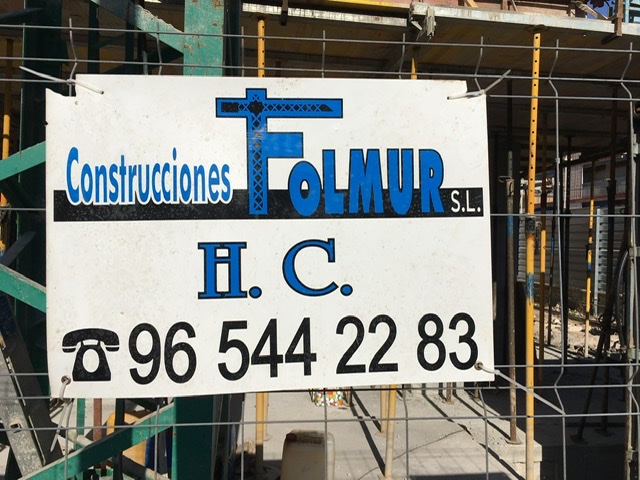 Construcciones FOLMUR S.L.
H. C.
96 544 22 83